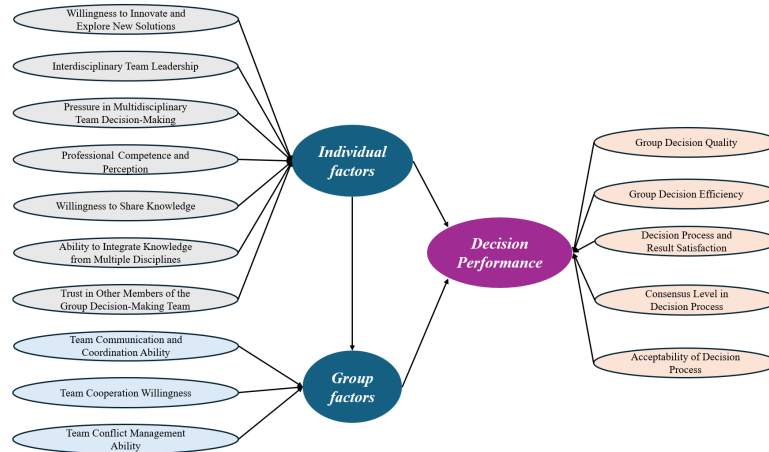 Willingness to Innovate and
Explore New Solutions
Interdisciplinary Team Leadership
Pressure in Multidisciplinary
Team Decision-Making
Professional Competence and
Perception
Willingness to Share Knowledge
Ability to Integrate Knowledge
from Multiple Disciplines
Trust in Other Members of the
Group Decision-Making Team
Team Communication and
Coordination Ability
Team Cooperation Willingness
Team Conflict Management
Ability
Individual
factors
Group
factors
Decision
Performance
Group Decision Quality
Group Decision Efficiency
Decision Process and
Result Satisfaction
Consensus Level in
Decision Process
Acceptability of Decision
Process